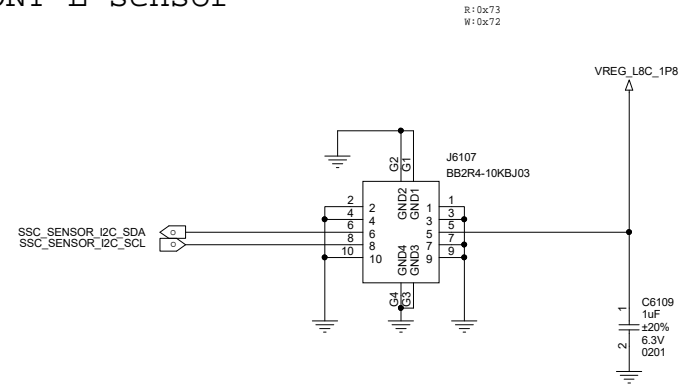 L Sensor
R:0x73
W:0x72
VREG_L8C_1P8
J6107
BB2R4-10KBJ03
G2
G1
GND2
GND1
2
2
1
1
4
4
3
3
SSC_SENSOR_I2C_SDA
6
6
5
5
SSC_SENSOR_I2C_SCL
8
8
7
7
10
10
9
9
GND4
GND3
G4
G3
1
2
C6109
1uF
±20%
6.3V
0201